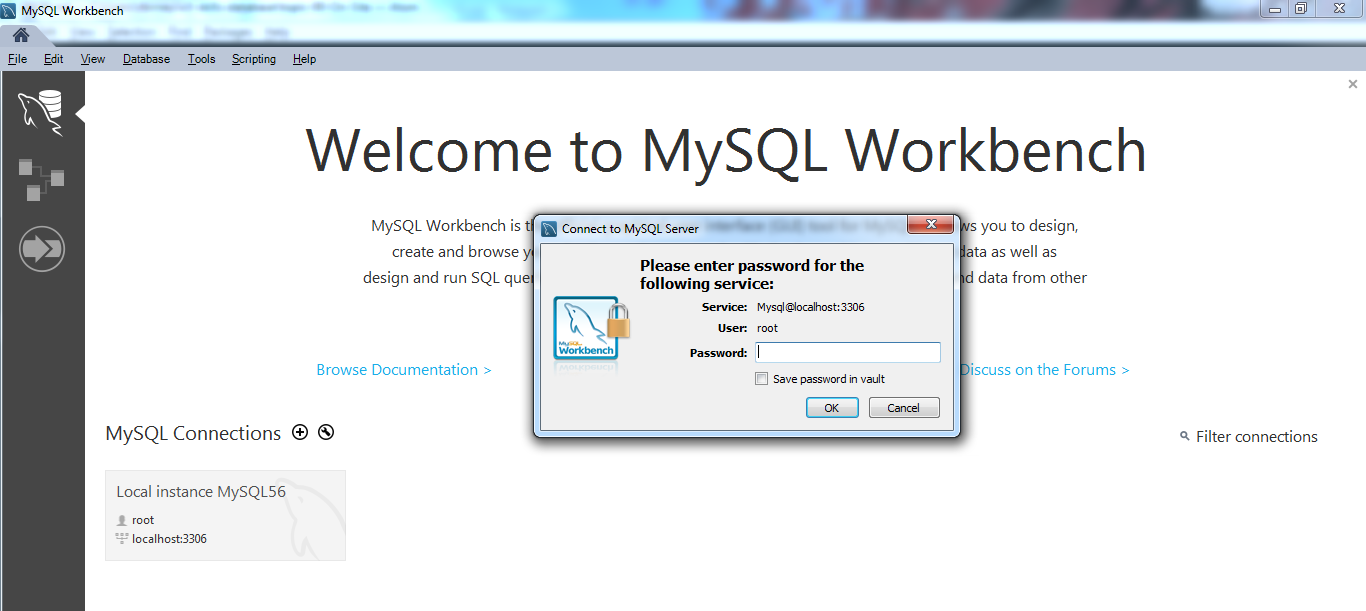 MySQL Workbench
File Edit View Database Tools Scripting Help
Welcome to MySQL Workbench
MySQL Workbench is interface (GUI) tool for ws you to design,
create and browse data as well as
design and run SQL nd data from other
Connect to MySQL Server
Please enter password for the
following service:
Service: Mysql@localhost:3306
User: root
Password:
Save password in vault
OK Cancel
MySQL
Workbench
Browse Documentation >
Discuss on the Forums >
MySQL Connections
Filter connections
Local instance MySQL56
root
localhost:3306